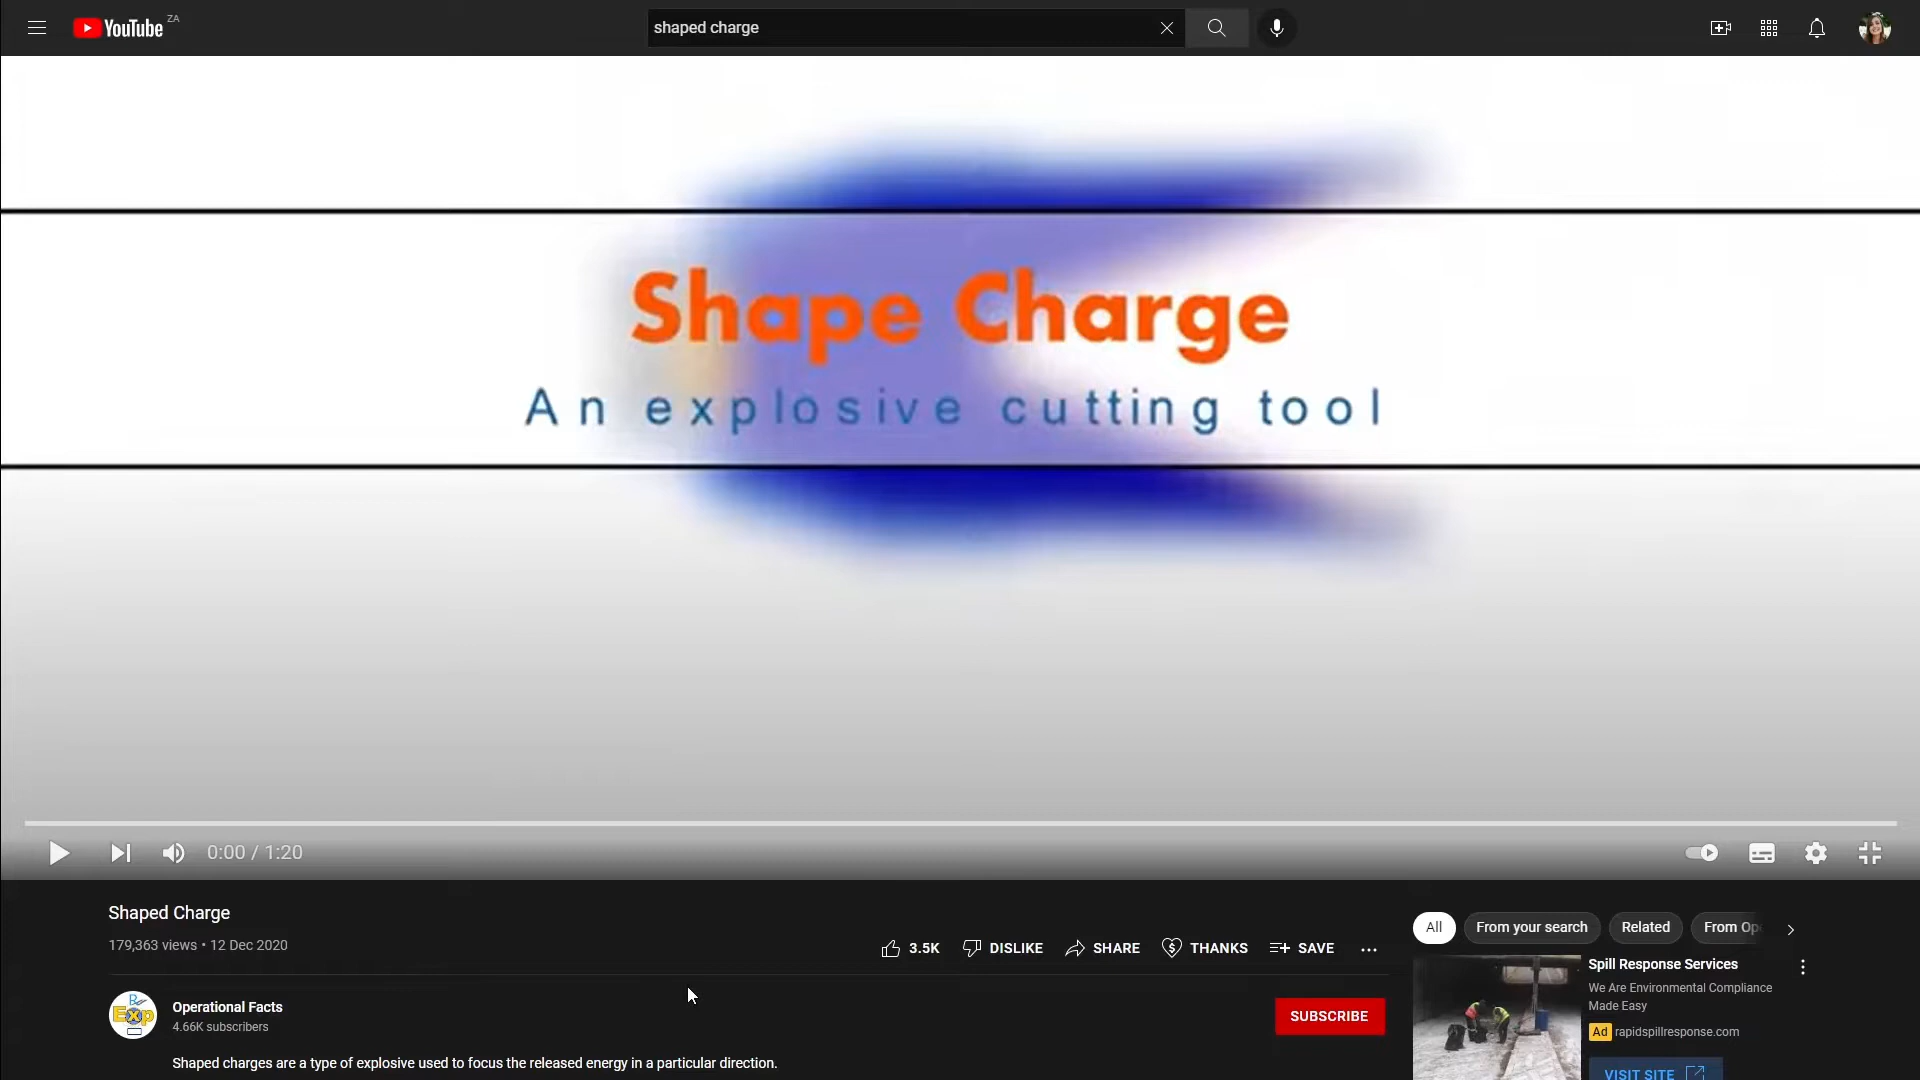 YouTube ZA
shaped charge
Shape Charge
An explosive cutting tool
0:00 / 1:20
Shaped Charge
179,363 views • 12 Dec 2020
3.5K DISLIKE SHARE THANKS SAVE
Operational Facts
4.66K subscribers
SUBSCRIBE
Shaped charges are a type of explosive used to focus the released energy in a particular direction.
All From your search Related From Op
Spill Response Services
We Are Environmental Compliance
Made Easy
Ad rapidspillresponse.com
VISIT SITE
Exp